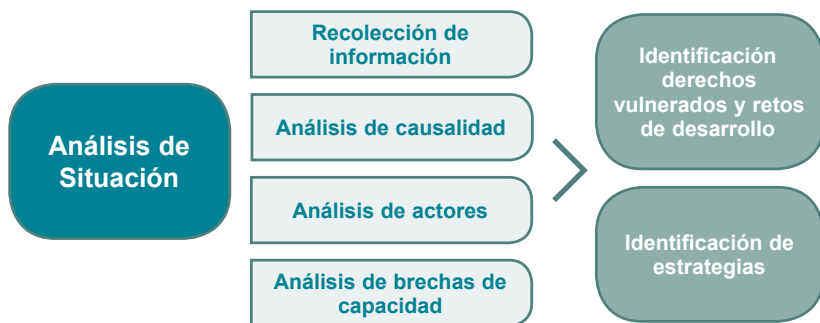 Análisis de
Situación
Recolección de
información
Análisis de causalidad
Análisis de actores
Análisis de brechas de
capacidad
Identificación
derechos
vulnerados y retos
de desarrollo
Identificación de
estrategias